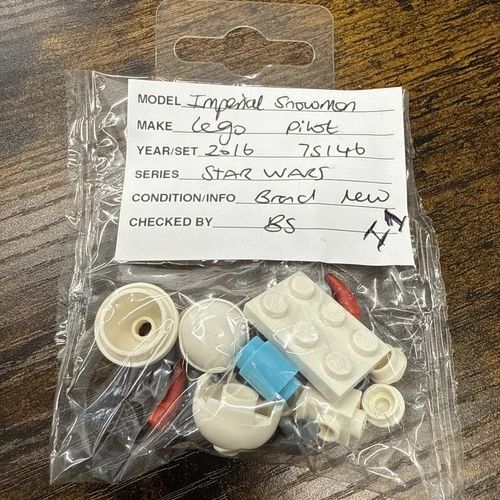 MODEL Imperial Snowman
MAKE Lego Pilot
YEAR/SET 2016 75146
SERIES STAR WARS
CONDITION/INFO Brand New
CHECKED BY BS